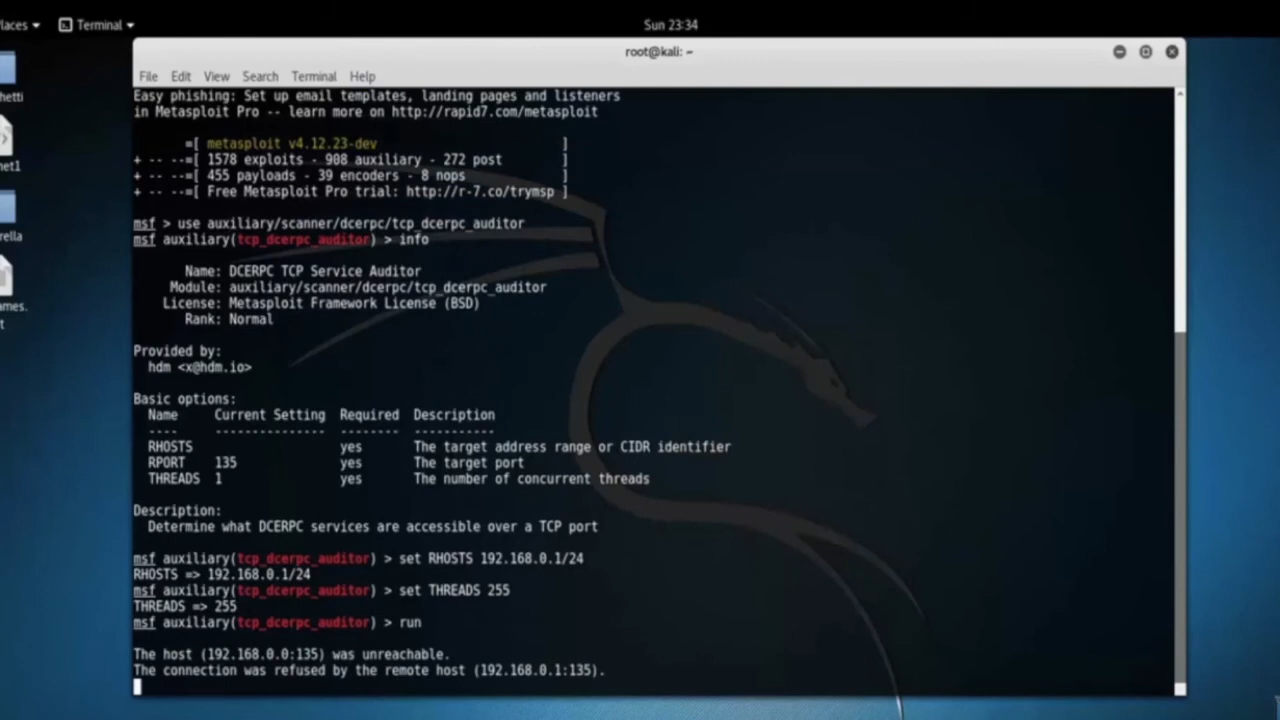 laces Terminal Sun 23:34
root@kali: ~
File Edit View Search Terminal Help
hetti
net1
rella
ames.
t
Easy phishing: Set up email templates, landing pages and listeners
in Metasploit Pro -- learn more on http://rapid7.com/metasploit
=[ metasploit v4.12.23-dev ]
+ -- --=[ 1578 exploits - 908 auxiliary - 272 post ]
+ -- --=[ 455 payloads - 39 encoders - 8 nops ]
+ -- --=[ Free Metasploit Pro trial: http://r-7.co/trymsp ]
msf > use auxiliary/scanner/dcerpc/tcp_dcerpc_auditor
msf auxiliary(tcp_dcerpc_auditor) > info
Name: DCERPC TCP Service Auditor
Module: auxiliary/scanner/dcerpc/tcp_dcerpc_auditor
License: Metasploit Framework License (BSD)
Rank: Normal
Provided by:
hdm <x@hdm.io>
Basic options:
Name Current Setting Required Description
---- --------------- -------- -----------
RHOSTS yes The target address range or CIDR identifier
RPORT 135 yes The target port
THREADS 1 yes The number of concurrent threads
Description:
Determine what DCERPC services are accessible over a TCP port
msf auxiliary(tcp_dcerpc_auditor) > set RHOSTS 192.168.0.1/24
RHOSTS => 192.168.0.1/24
msf auxiliary(tcp_dcerpc_auditor) > set THREADS 255
THREADS => 255
msf auxiliary(tcp_dcerpc_auditor) > run
The host (192.168.0.0:135) was unreachable.
The connection was refused by the remote host (192.168.0.1:135).